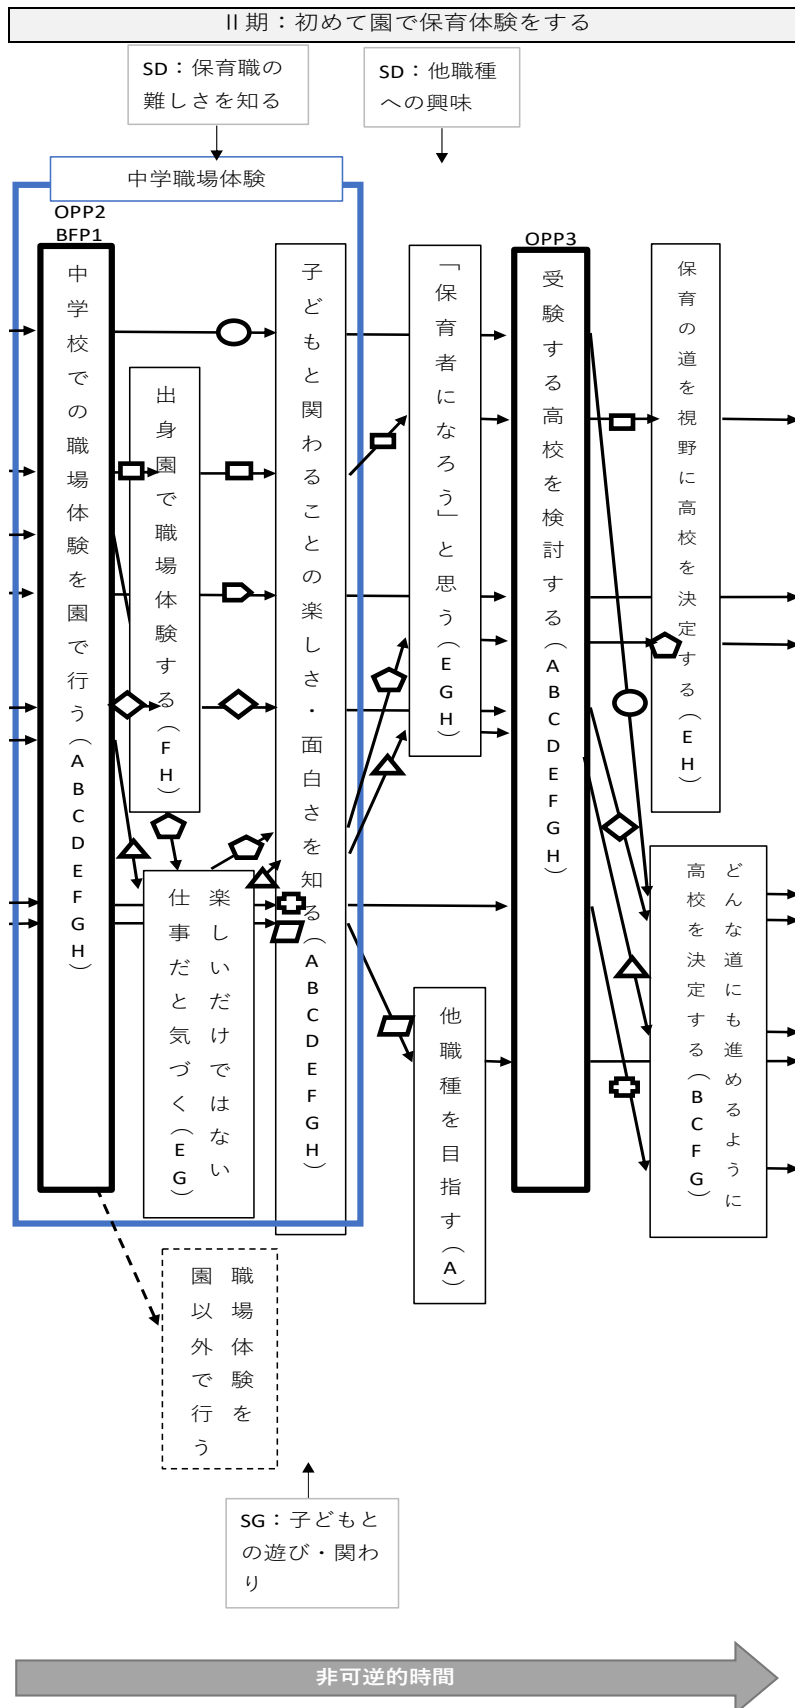 Ⅱ期：初めて園で保育体験をする
SD：保育職の
難しさを知る
SD：他職種
への興味
中学職場体験
OPP2
BFP1
中学校での職場体験を園で行う（ABCDEFGH）
出身園で職場体験する（FH）
楽しいだけではない
仕事だと気づく（EG）
子どもと関わることの楽しさ・面白さを知る（ABCDEFGH）
「保育者になろう」と思う（EGH）
他職種を目指す（A）
OPP3
受験する高校を検討する（ABCDEFGH）
保育の道を視野に高校を決定する（EH）
どんな道にも進めるように
高校を決定する（BCFG）
職場体験を
園以外で行う
SG：子どもと
の遊び・関わ
り
非可逆的時間